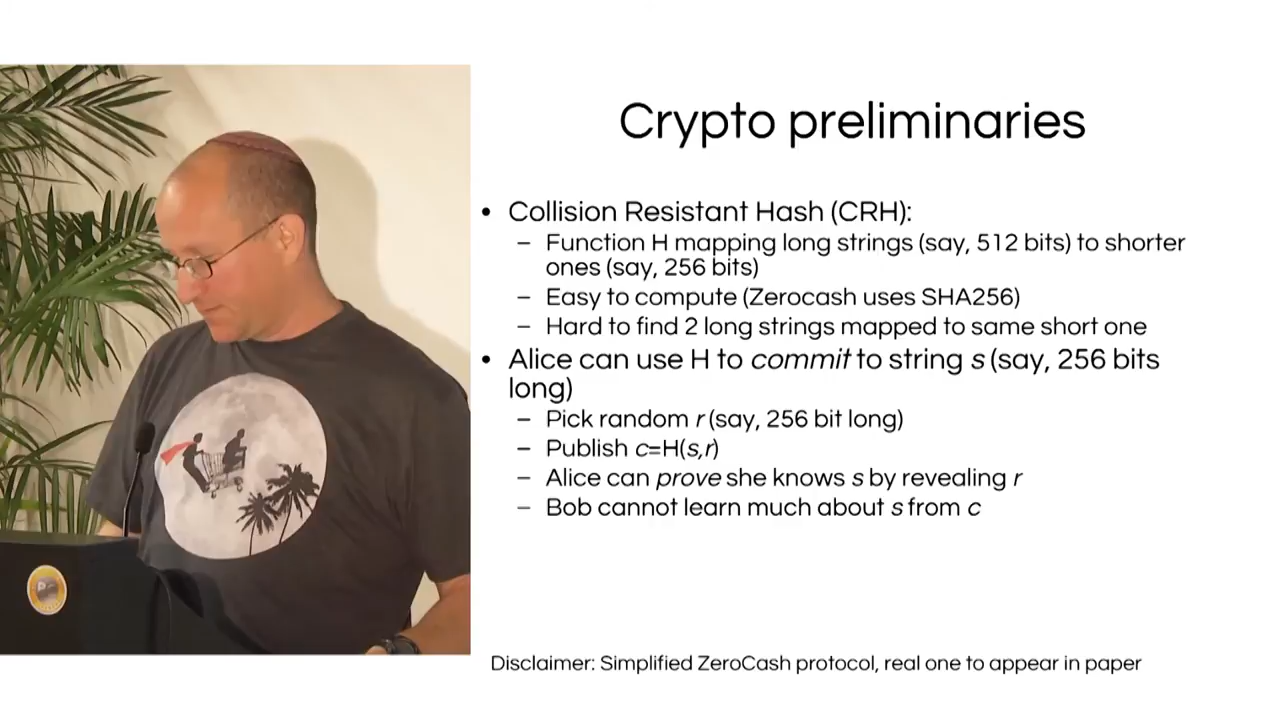 Crypto preliminaries
• Collision Resistant Hash (CRH):
– Function H mapping long strings (say, 512 bits) to shorter
ones (say, 256 bits)
– Easy to compute (Zerocash uses SHA256)
– Hard to find 2 long strings mapped to same short one
• Alice can use H to commit to string s (say, 256 bits
long)
– Pick random r (say, 256 bit long)
– Publish c=H(s,r)
– Alice can prove she knows s by revealing r
– Bob cannot learn much about s from c
Disclaimer: Simplified ZeroCash protocol, real one to appear in paper